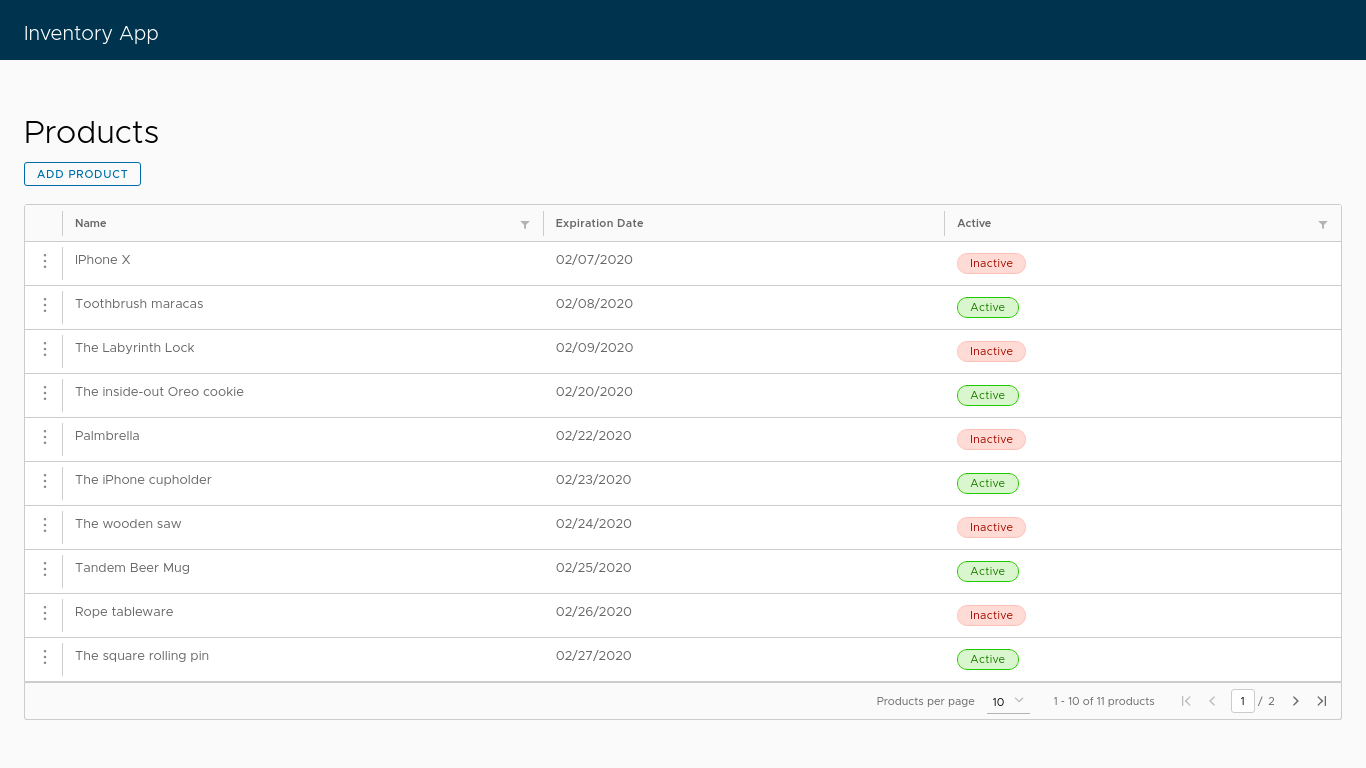 Inventory App
Products
ADD PRODUCT
Name Expiration Date Active
IPhone X 02/07/2020 Inactive
Toothbrush maracas 02/08/2020 Active
The Labyrinth Lock 02/09/2020 Inactive
The inside-out Oreo cookie 02/20/2020 Active
Palmbrella 02/22/2020 Inactive
The iPhone cupholder 02/23/2020 Active
The wooden saw 02/24/2020 Inactive
Tandem Beer Mug 02/25/2020 Active
Rope tableware 02/26/2020 Inactive
The square rolling pin 02/27/2020 Active
Products per page 10 1 - 10 of 11 products 1 / 2